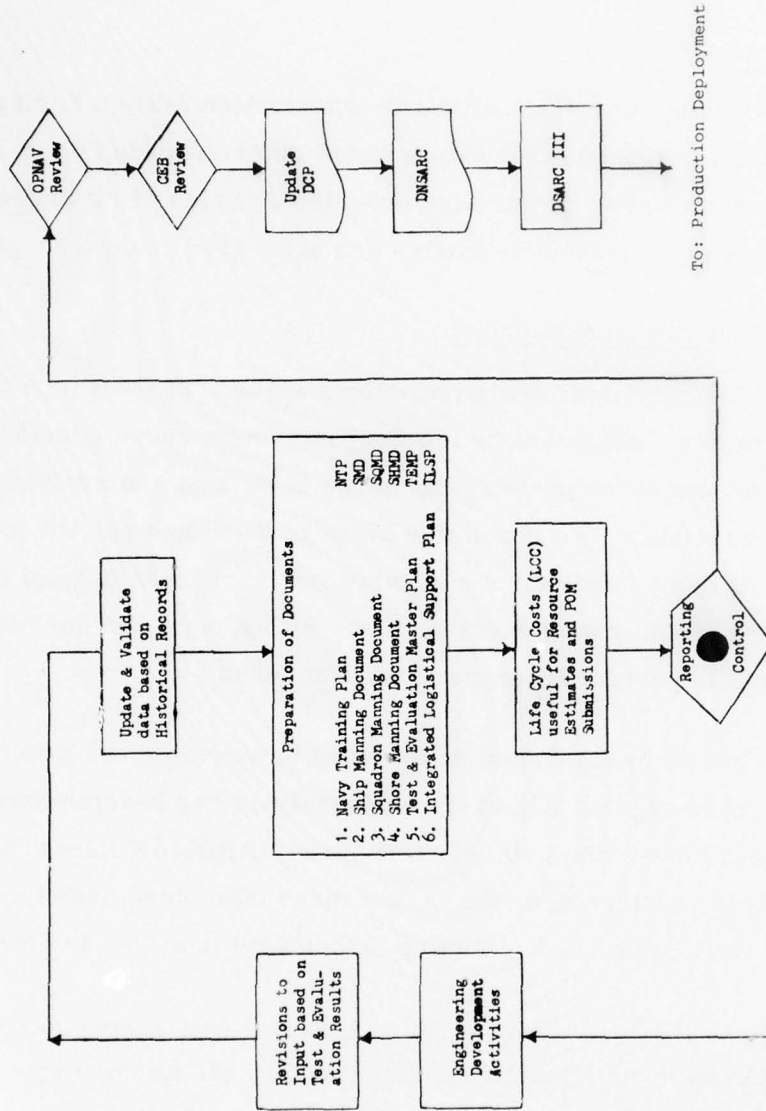 Revisions to
Input based on
Test & Evalu-
ation Results
Engineering
Development
Activities
Update & Validate
data based on
Historical Records
Preparation of Documents
1. Navy Training Plan NTP
2. Ship Manning Document SMD
3. Squadron Manning Document SQMD
4. Shore Manning Document SHMD
5. Test & Evaluation Master Plan TEMP
6. Integrated Logistical Support Plan ILSP
Life Cycle Costs (LCC)
useful for Resource
Estimates and POM
Submissions
Reporting
Control
OPNAV
Review
CEB
Review
Update
DCP
DNSARC
DSARC III
To: Production Deployment